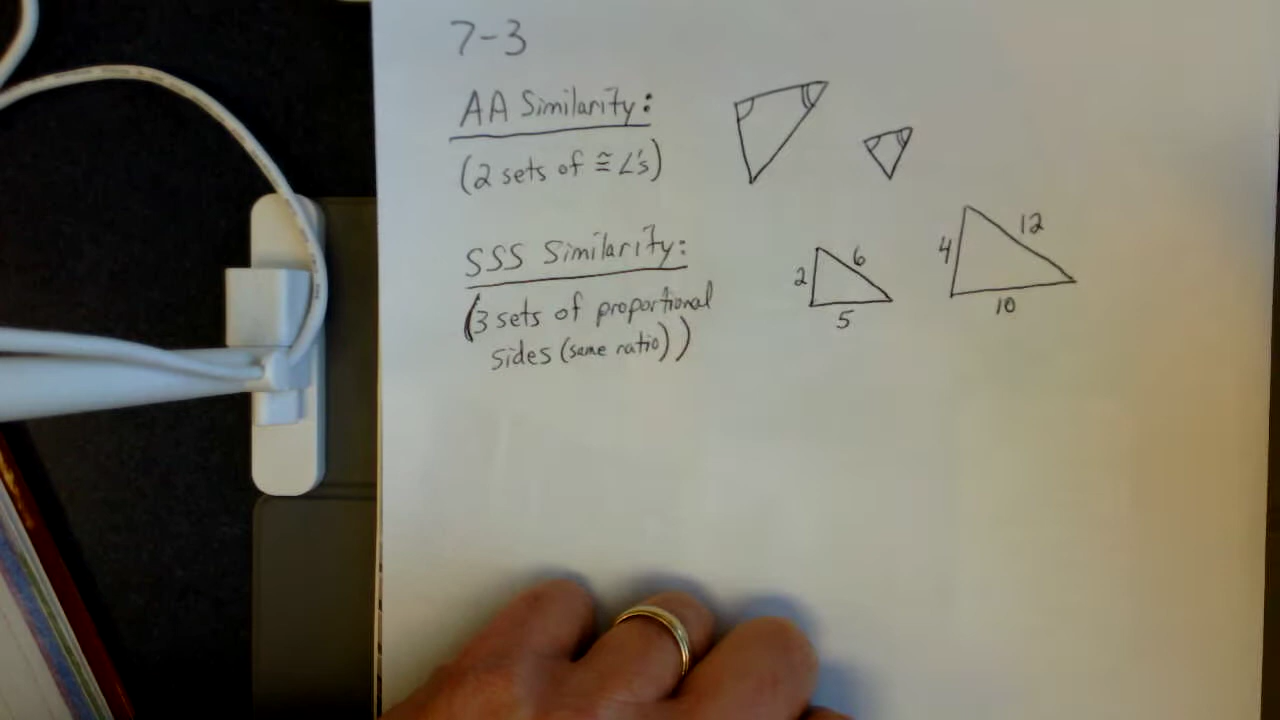 7-3
AA Similarity:
(2 sets of ≅ ∠'s)
SSS Similarity:
(3 sets of proportional
sides (same ratio))
2
6
5
4
12
10